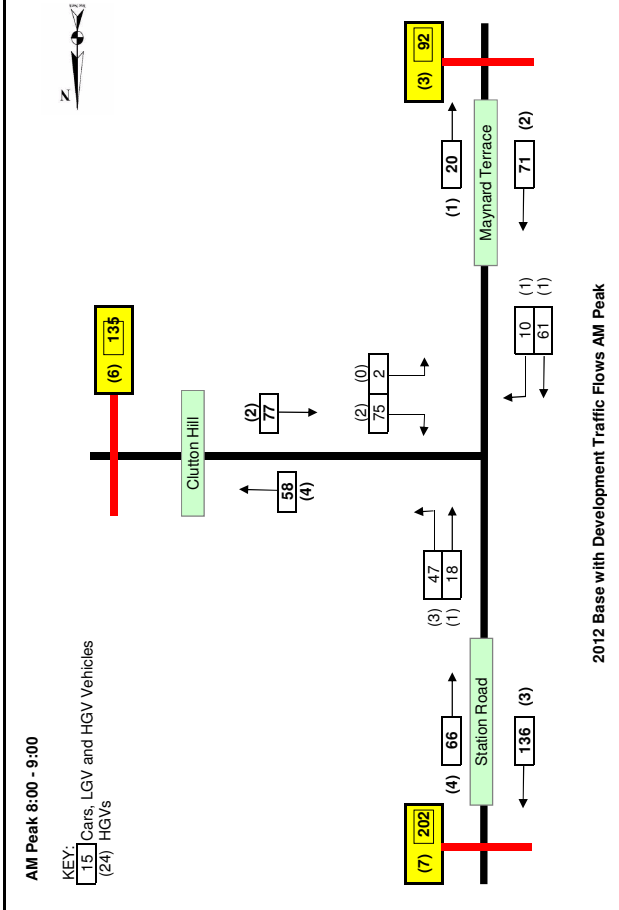 AM Peak 8:00 - 9:00
KEY:
15 Cars, LGV and HGV Vehicles
(24) HGVs
N
(6) 135
Clutton Hill
(2)
77
58
(4)
(2) (0)
75 2
(3) 47
(1) 18
10 (1)
61 (1)
(7) 202
(4) 66
Station Road
136 (3)
(3) 92
(1) 20
Maynard Terrace
71 (2)
2012 Base with Development Traffic Flows AM Peak